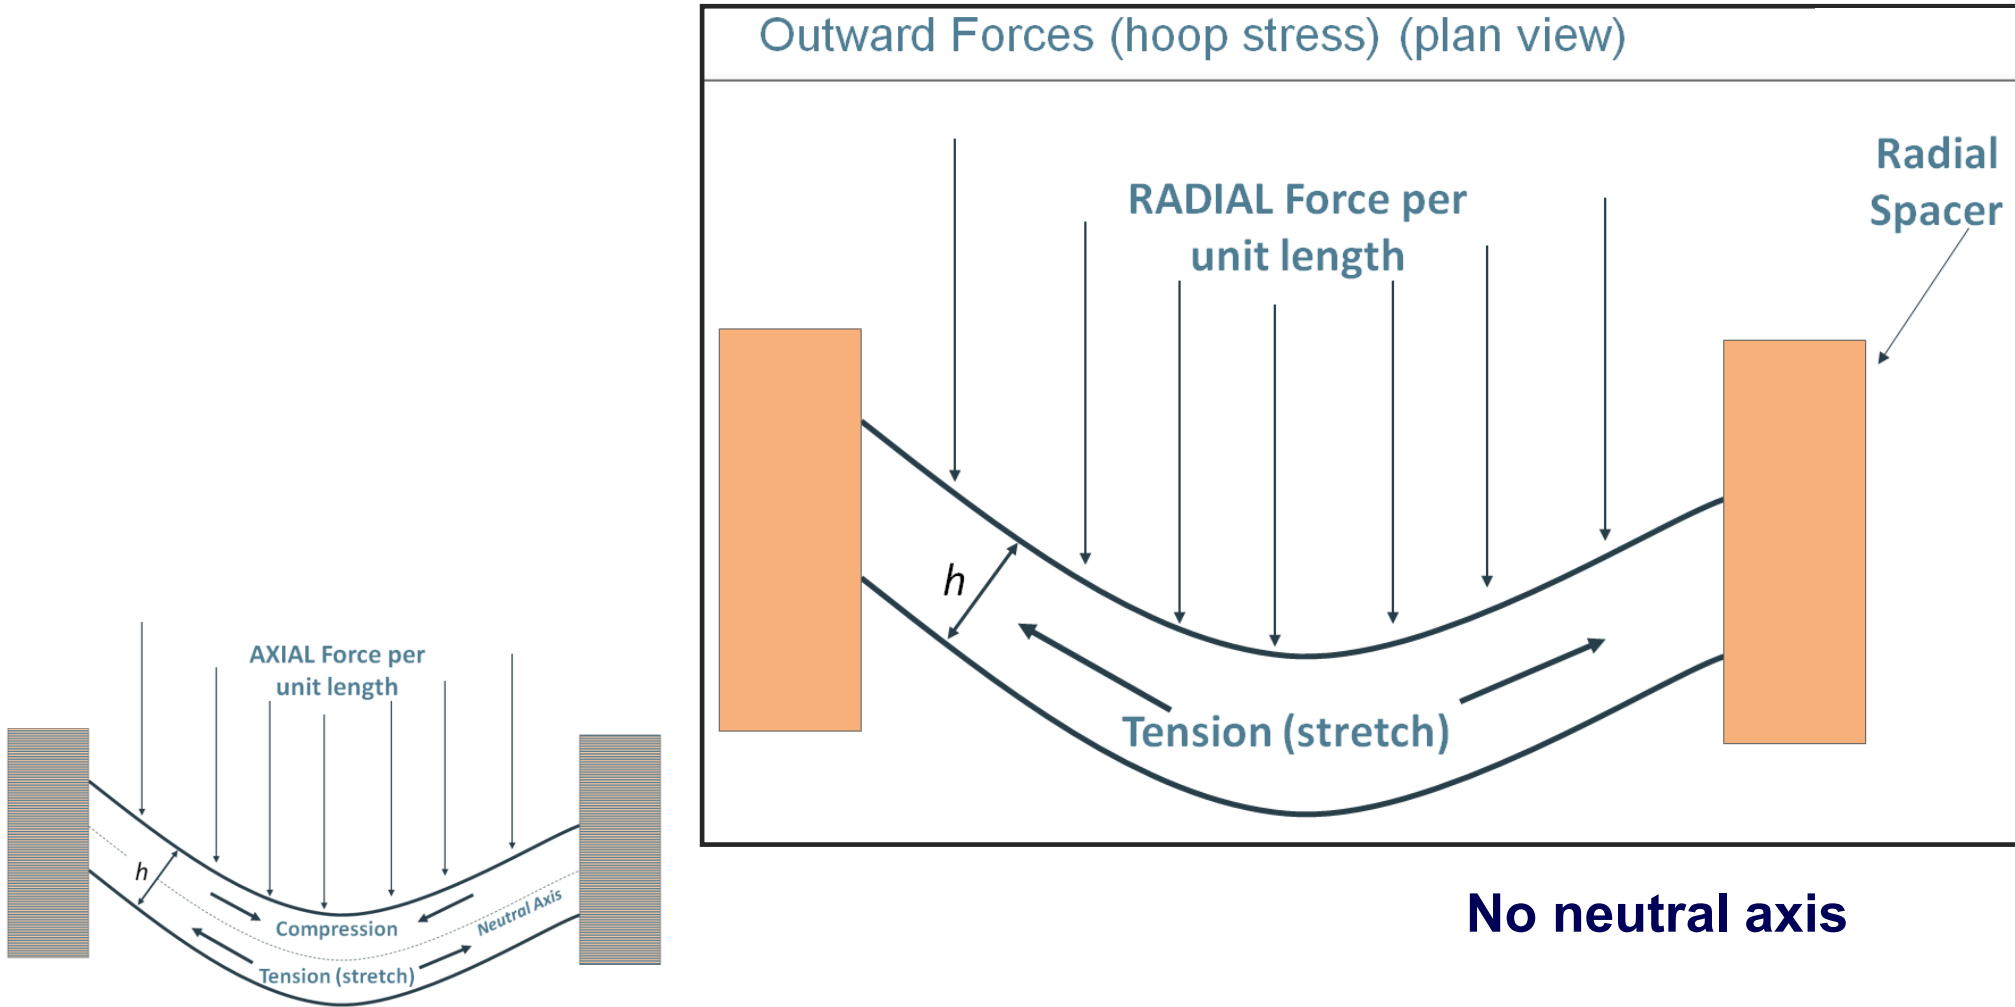 Outward Forces (hoop stress) (plan view)
Radial
Spacer
RADIAL Force per
unit length
h
Tension (stretch)
AXIAL Force per
unit length
h
Compression
Neutral Axis
Tension (stretch)
No neutral axis